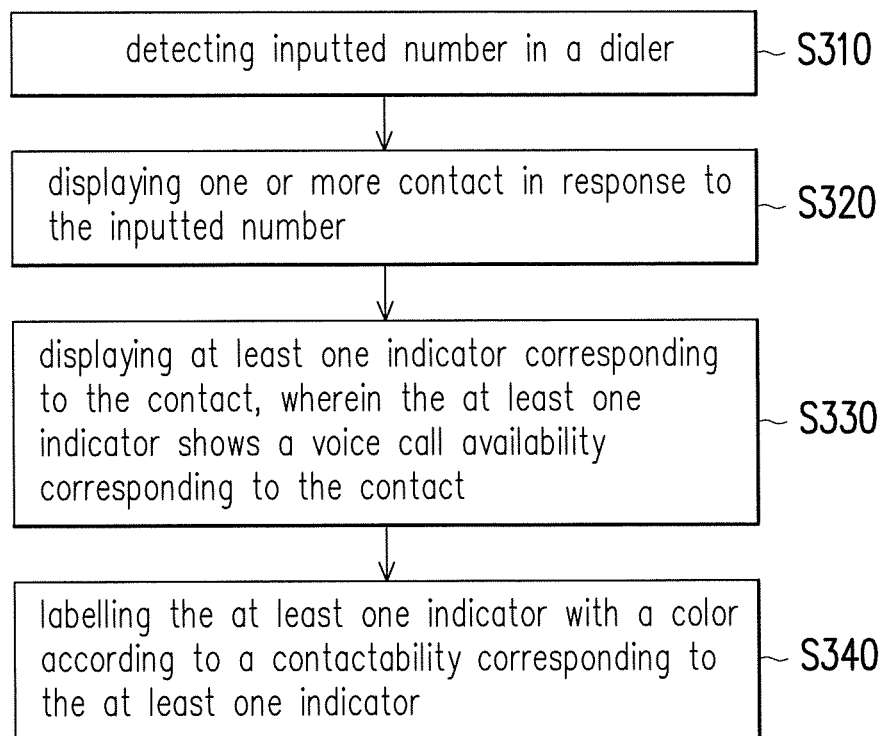 detecting inputted number in a dialer
S310
displaying one or more contact in response to
the inputted number
S320
displaying at least one indicator corresponding
to the contact, wherein the at least one
indicator shows a voice call availability
corresponding to the contact
S330
labelling the at least one indicator with a color
according to a contactability corresponding to
the at least one indicator
S340